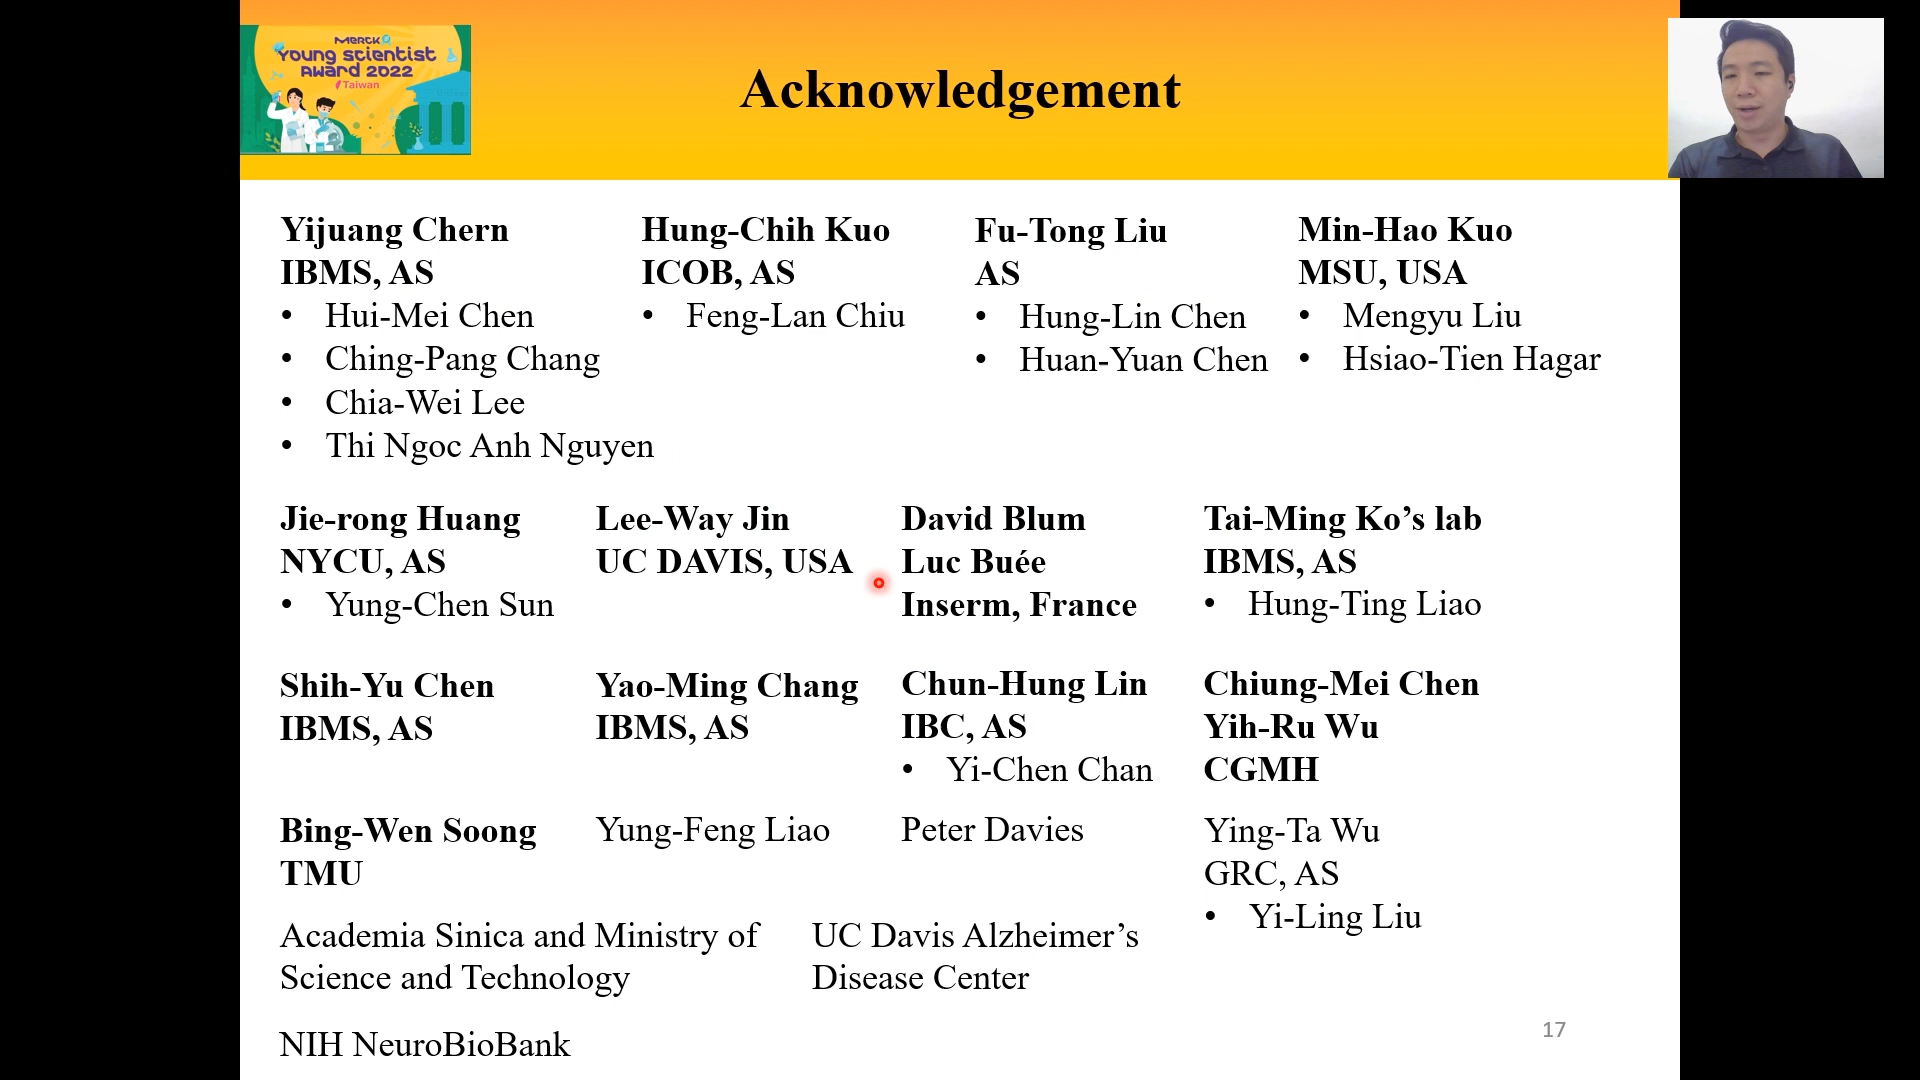 Merck
Young scientist
Award 2022
Taiwan
Acknowledgement
Yijuang Chern
IBMS, AS
• Hui-Mei Chen
• Ching-Pang Chang
• Chia-Wei Lee
• Thi Ngoc Anh Nguyen
Hung-Chih Kuo
ICOB, AS
• Feng-Lan Chiu
Fu-Tong Liu
AS
• Hung-Lin Chen
• Huan-Yuan Chen
Min-Hao Kuo
MSU, USA
• Mengyu Liu
• Hsiao-Tien Hagar
Jie-rong Huang
NYCU, AS
• Yung-Chen Sun
Lee-Way Jin
UC DAVIS, USA
David Blum
Luc Buée
Inserm, France
Tai-Ming Ko’s lab
IBMS, AS
• Hung-Ting Liao
Shih-Yu Chen
IBMS, AS
Yao-Ming Chang
IBMS, AS
Chun-Hung Lin
IBC, AS
• Yi-Chen Chan
Chiung-Mei Chen
Yih-Ru Wu
CGMH
Bing-Wen Soong
TMU
Yung-Feng Liao
Peter Davies
Ying-Ta Wu
GRC, AS
• Yi-Ling Liu
Academia Sinica and Ministry of
Science and Technology
UC Davis Alzheimer’s
Disease Center
NIH NeuroBioBank
17